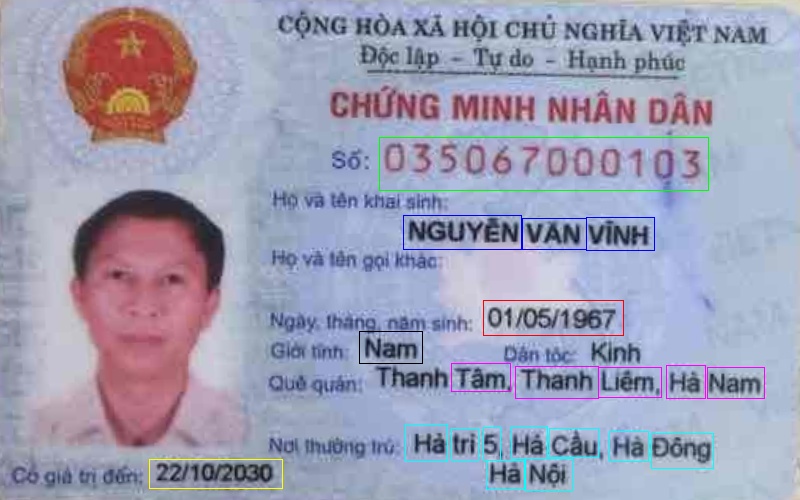 CỘNG HÒA XÃ HỘI CHỦ NGHĨA VIỆT NAM
Độc lập - Tự do - Hạnh phúc
CHỨNG MINH NHÂN DÂN
Số: 035067000103
Họ và tên khai sinh:
NGUYỄN VĂN VĨNH
Họ và tên gọi khác:
Ngày, tháng, năm sinh: 01/05/1967
Giới tính: Nam Dân tộc: Kinh
Quê quán: Thanh Tâm, Thanh Liêm, Hà Nam
Nơi thường trú: Hà trì 5, Hà Cầu, Hà Đông
Hà Nội
Có giá trị đến: 22/10/2030